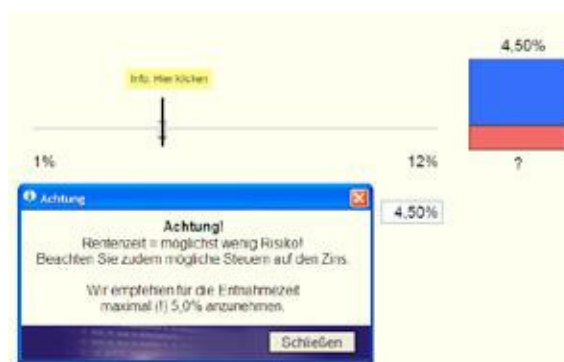 4,50%
Info: Hier klicken
1%
12%
?
4,50%
Achtung
Achtung!
Rentenzeit = möglichst wenig Risiko!
Beachten Sie zudem mögliche Steuern auf den Zins.
Wir empfehlen für die Entnahmezeit
maximal (!) 5,0% anzunehmen.
Schließen